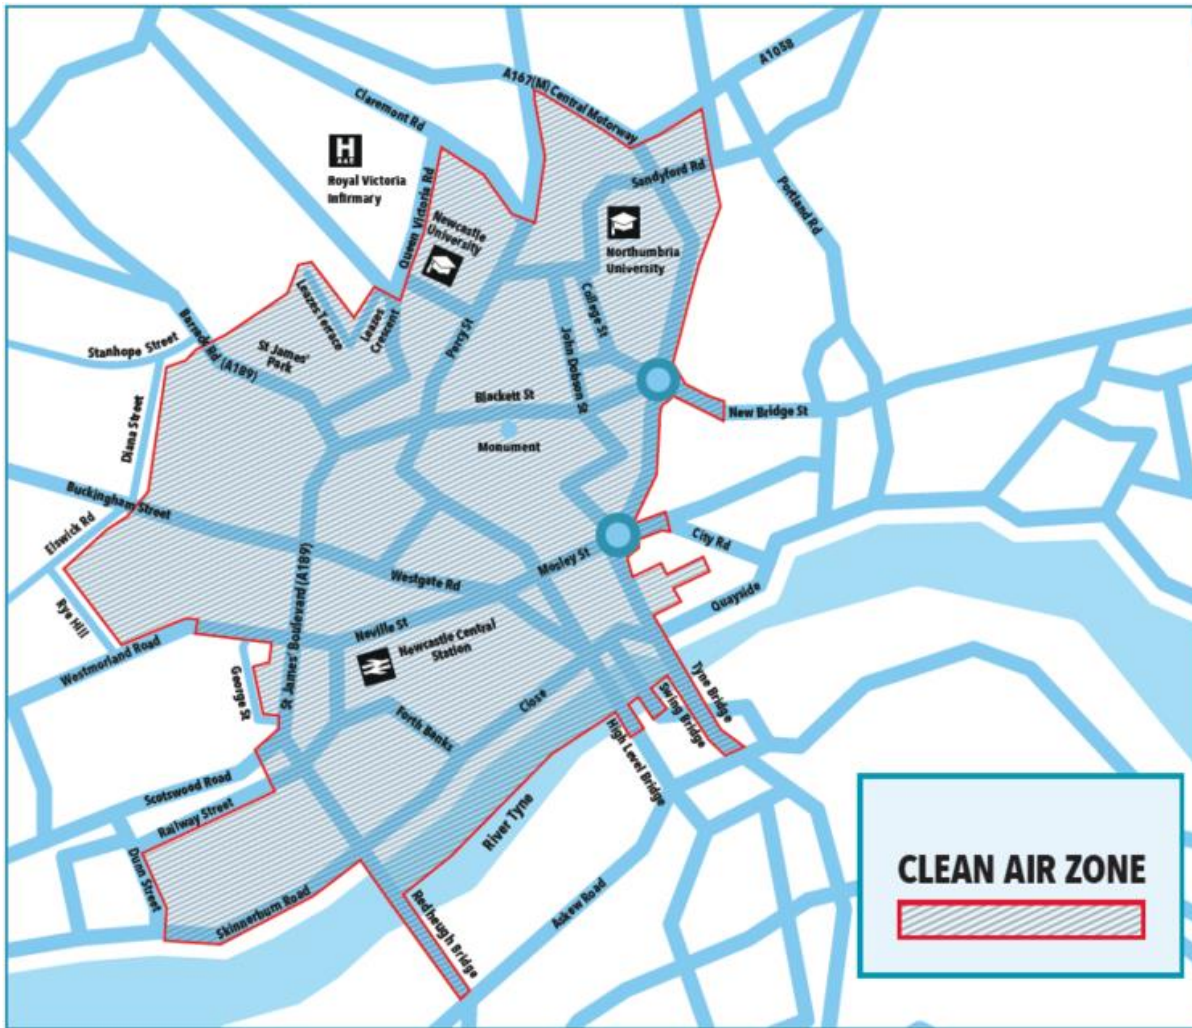 A1058
A167(M) Central Motorway
Claremont Rd
H
A&E
Royal Victoria
Infirmary
Queen Victoria Rd
Newcastle
University
Sandyford Rd
Northumbria
University
Portland Rd
Leazes Terrace
Leazes
Crescent
Percy St
College St
John Dobson St
Barrack Rd (A189)
St James'
Park
Stanhope Street
Diana Street
Blackett St
Monument
New Bridge St
Buckingham Street
Elswick Rd
Rye Hill
Westmorland Road
George St
St James' Boulevard (A189)
Westgate Rd
Mosley St
City Rd
Quayside
Neville St
Newcastle Central
Station
Forth Banks
Close
Tyne Bridge
Swing Bridge
High Level Bridge
Scotswood Road
Railway Street
Dunn Street
Skinnerburn Road
River Tyne
Redheugh Bridge
Askew Road
CLEAN AIR ZONE